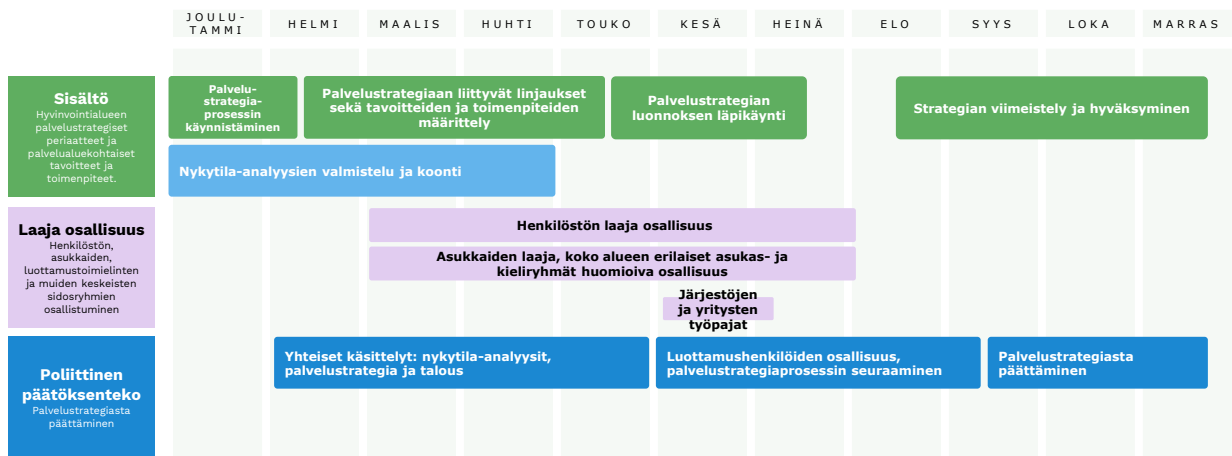 JOULU-
TAMMI
HELMI
MAALIS
HUHTI
TOUKO
KESÄ
HEINÄ
ELO
SYYS
LOKA
MARRAS
Sisältö
Hyvinvointialueen
palvelustrategiset
periaatteet ja
palvelualuekohtaiset
tavoitteet ja
toimenpiteet.
Palvelu-
strategia-
prosessin
käynnistäminen
Palvelustrategiaan liittyvät linjaukset
sekä tavoitteiden ja toimenpiteiden
määrittely
Palvelustrategian
luonnoksen läpikäynti
Strategian viimeistely ja hyväksyminen
Nykytila-analyysien valmistelu ja koonti
Laaja osallisuus
Henkilöstön,
asukkaiden,
luottamustoimielinten
ja muiden keskeisten
sidosryhmien
osallistuminen
Henkilöstön laaja osallisuus
Asukkaiden laaja, koko alueen erilaiset asukas- ja
kieliryhmät huomioiva osallisuus
Järjestöjen
ja yritysten
työpajat
Poliittinen
päätöksenteko
Palvelustrategiasta
päättäminen
Yhteiset käsittelyt: nykytila-analyysit,
palvelustrategia ja talous
Luottamushenkilöiden osallisuus,
palvelustrategiaprosessin seuraaminen
Palvelustrategiasta
päättäminen